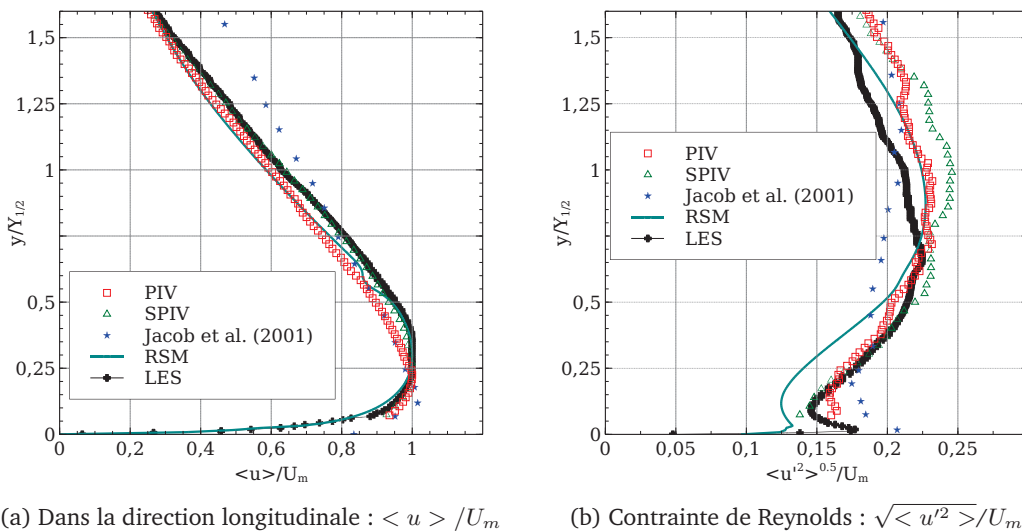 1,5
1,25
1
0,75
0,5
0,25
0
y/Y1/2
PIV
SPIV
Jacob et al. (2001)
RSM
LES
0 0,2 0,4 0,6 0,8 1
<u>/Um
(a) Dans la direction longitudinale : < u > /Um
1,5
1,25
1
0,75
0,5
0,25
0
y/Y1/2
PIV
SPIV
Jacob et al. (2001)
RSM
LES
0 0,05 0,1 0,15 0,2 0,25
<u'²>^0.5/Um
(b) Contrainte de Reynolds : √< u'² >/Um